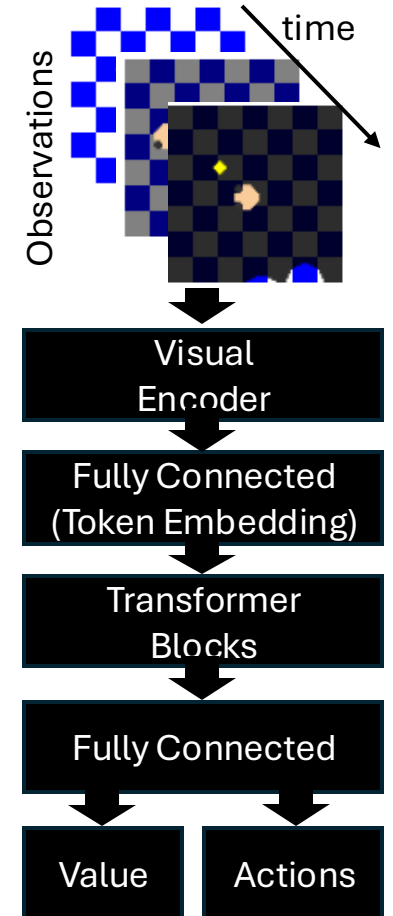 time
Observations
Visual
Encoder
Fully Connected
(Token Embedding)
Transformer
Blocks
Fully Connected
Value
Actions